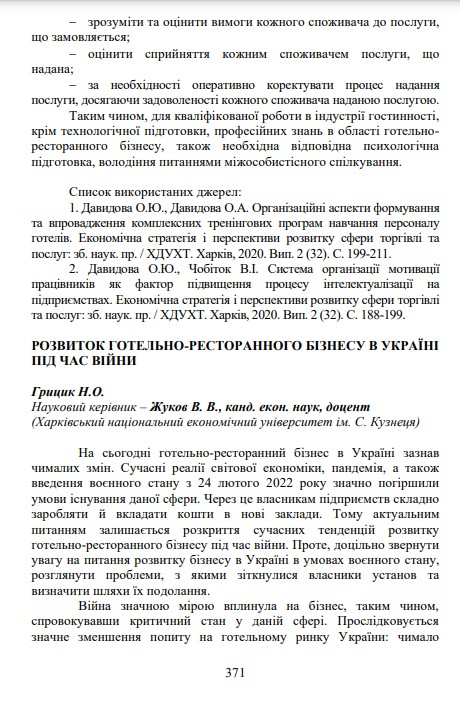 – зрозуміти та оцінити вимоги кожного споживача до послуги,
що замовляється;
– оцінити сприйняття кожним споживачем послуги, що
надана;
– за необхідності оперативно коректувати процес надання
послуги, досягаючи задоволеності кожного споживача наданою послугою.
Таким чином, для кваліфікованої роботи в індустрії гостинності,
крім технологічної підготовки, професійних знань в області готельно-
ресторанного бізнесу, також необхідна відповідна психологічна
підготовка, володіння питаннями міжособистісного спілкування.
Список використаних джерел:
1. Давидова О.Ю., Давидова О.А. Організаційні аспекти формування
та впровадження комплексних тренінгових програм навчання персоналу
готелів. Економічна стратегія і перспективи розвитку сфери торгівлі та
послуг: зб. наук. пр. / ХДУХТ. Харків, 2020. Вип. 2 (32). С. 199-211.
2. Давидова О.Ю., Чобіток В.І. Система організації мотивації
працівників як фактор підвищення процесу інтелектуалізації на
підприємствах. Економічна стратегія і перспективи розвитку сфери торгівлі
та послуг: зб. наук. пр. / ХДУХТ. Харків, 2020. Вип. 2 (32). С. 188-199.
РОЗВИТОК ГОТЕЛЬНО-РЕСТОРАННОГО БІЗНЕСУ В УКРАЇНІ
ПІД ЧАС ВІЙНИ
Грицик Н.О.
Науковий керівник – Жуков В. В., канд. екон. наук, доцент
(Харківський національний економічний університет ім. С. Кузнеця)
На сьогодні готельно-ресторанний бізнес в Україні зазнав
чималих змін. Сучасні реалії світової економіки, пандемія, а також
введення воєнного стану з 24 лютого 2022 року значно погіршили
умови існування даної сфери. Через це власникам підприємств складно
заробляти й вкладати кошти в нові заклади. Тому актуальним
питанням залишається розкриття сучасних тенденцій розвитку
готельно-ресторанного бізнесу під час війни. Проте, доцільно звернути
увагу на питання розвитку бізнесу в Україні в умовах воєнного стану,
розглянути проблеми, з якими зіткнулися власники установ та
визначити шляхи їх подолання.
Війна значною мірою вплинула на бізнес, таким чином,
спровокувавши критичний стан у даній сфері. Прослідковується
значне зменшення попиту на готельному ринку України: чимало
371